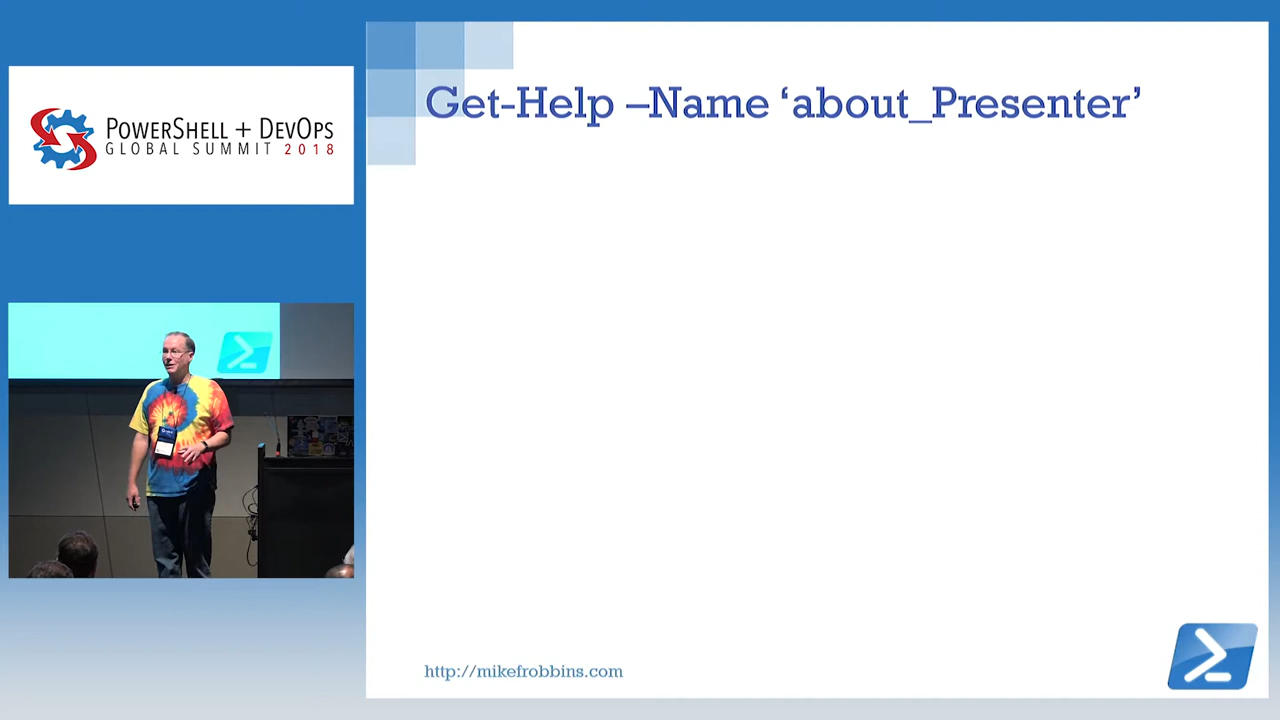 POWERSHELL + DEVOPS
GLOBAL SUMMIT 2018
Get-Help –Name ‘about_Presenter’
http://mikefrobbins.com